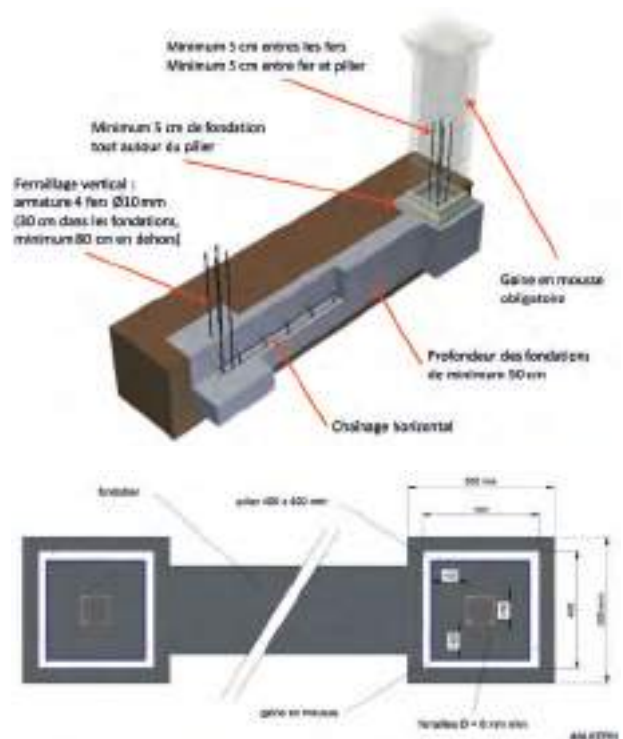 Minimum 5 cm entres les fers
Minimum 5 cm entre fer et pilier
Minimum 5 cm de fondation
tout autour du pilier
Ferraillage vertical :
armature 4 fers Ø10 mm
(30 cm dans les fondations,
minimum 80 cm en dehors)
Gaine en mousse
obligatoire
Profondeur des fondations
de minimum 50 cm
Chaînage horizontal
fondation
pilier 400 x 400 mm
gaine en mousse